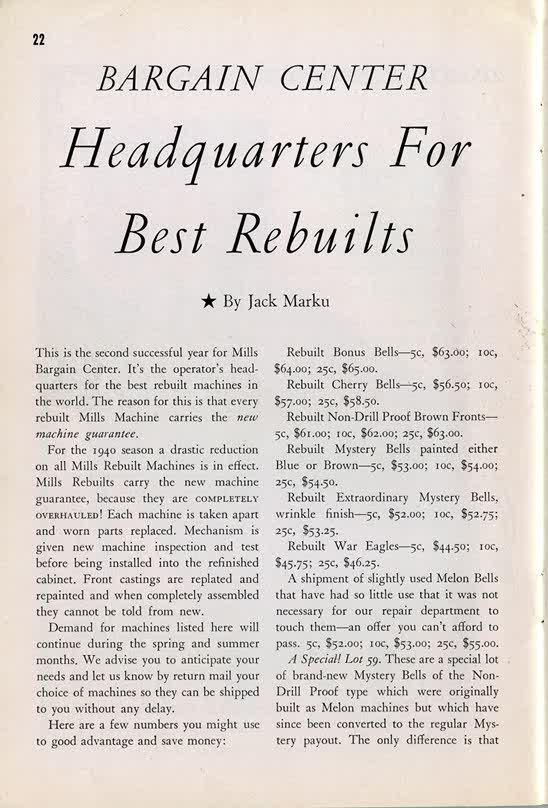 22
BARGAIN CENTER
Headquarters For
Best Rebuilts
★ By Jack Marku
This is the second successful year for Mills
Bargain Center. It's the operator's head-
quarters for the best rebuilt machines in
the world. The reason for this is that every
rebuilt Mills Machine carries the new
machine guarantee.
For the 1940 season a drastic reduction
on all Mills Rebuilt Machines is in effect.
Mills Rebuilts carry the new machine
guarantee, because they are COMPLETELY
OVERHAULED! Each machine is taken apart
and worn parts replaced. Mechanism is
given new machine inspection and test
before being installed into the refinished
cabinet. Front castings are replated and
repainted and when completely assembled
they cannot be told from new.
Demand for machines listed here will
continue during the spring and summer
months. We advise you to anticipate your
needs and let us know by return mail your
choice of machines so they can be shipped
to you without any delay.
Here are a few numbers you might use
to good advantage and save money:
Rebuilt Bonus Bells—5c, $63.00; 10c,
$64.00; 25c, $65.00.
Rebuilt Cherry Bells—5c, $56.50; 10c,
$57.00; 25c, $58.50.
Rebuilt Non-Drill Proof Brown Fronts—
5c, $61.00; 10c, $62.00; 25c, $63.00.
Rebuilt Mystery Bells painted either
Blue or Brown—5c, $53.00; 10c, $54.00;
25c, $54.50.
Rebuilt Extraordinary Mystery Bells,
wrinkle finish—5c, $52.00; 10c, $52.75;
25c, $53.25.
Rebuilt War Eagles—5c, $44.50; 10c,
$45.75; 25c, $46.25.
A shipment of slightly used Melon Bells
that have had so little use that it was not
necessary for our repair department to
touch them—an offer you can't afford to
pass. 5c, $52.00; 10c, $53.00; 25c, $55.00.
A Special! Lot 59. These are a special lot
of brand-new Mystery Bells of the Non-
Drill Proof type which were originally
built as Melon machines but which have
since been converted to the regular Mys-
tery payout. The only difference is that